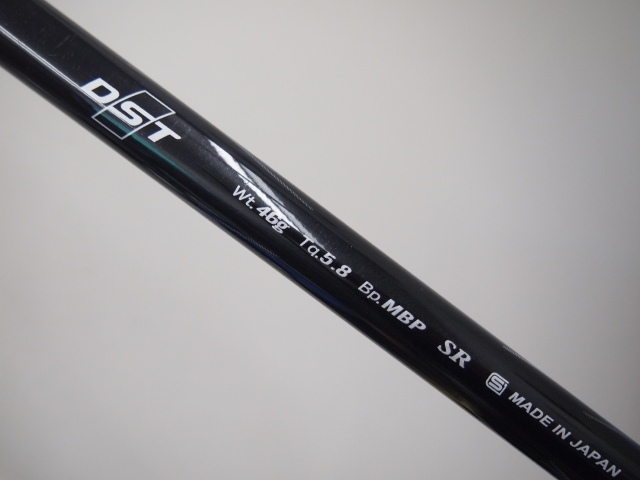 DST
Wt.46g Tq.5.8 Bp.MBP SR S MADE IN JAPAN